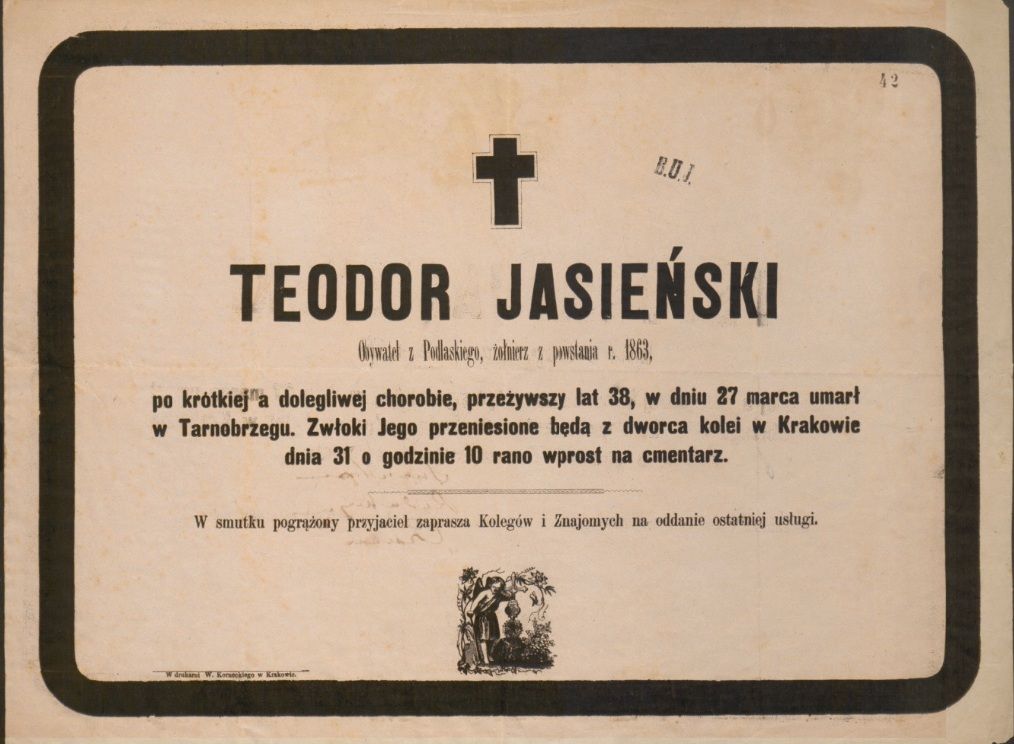 42
B.U.J.
TEODOR JASIEŃSKI
Obywatel z Podlaskiego, żołnierz z powstania r. 1863,
po krótkiej a dolegliwej chorobie, przeżywszy lat 38, w dniu 27 marca umarł
w Tarnobrzegu. Zwłoki Jego przeniesione będą z dworca kolei w Krakowie
dnia 31 o godzinie 10 rano wprost na cmentarz.
W smutku pogrążony przyjaciel zaprasza Kolegów i Znajomych na oddanie ostatniej usługi.
W drukarni W. Korneckiego w Krakowie.